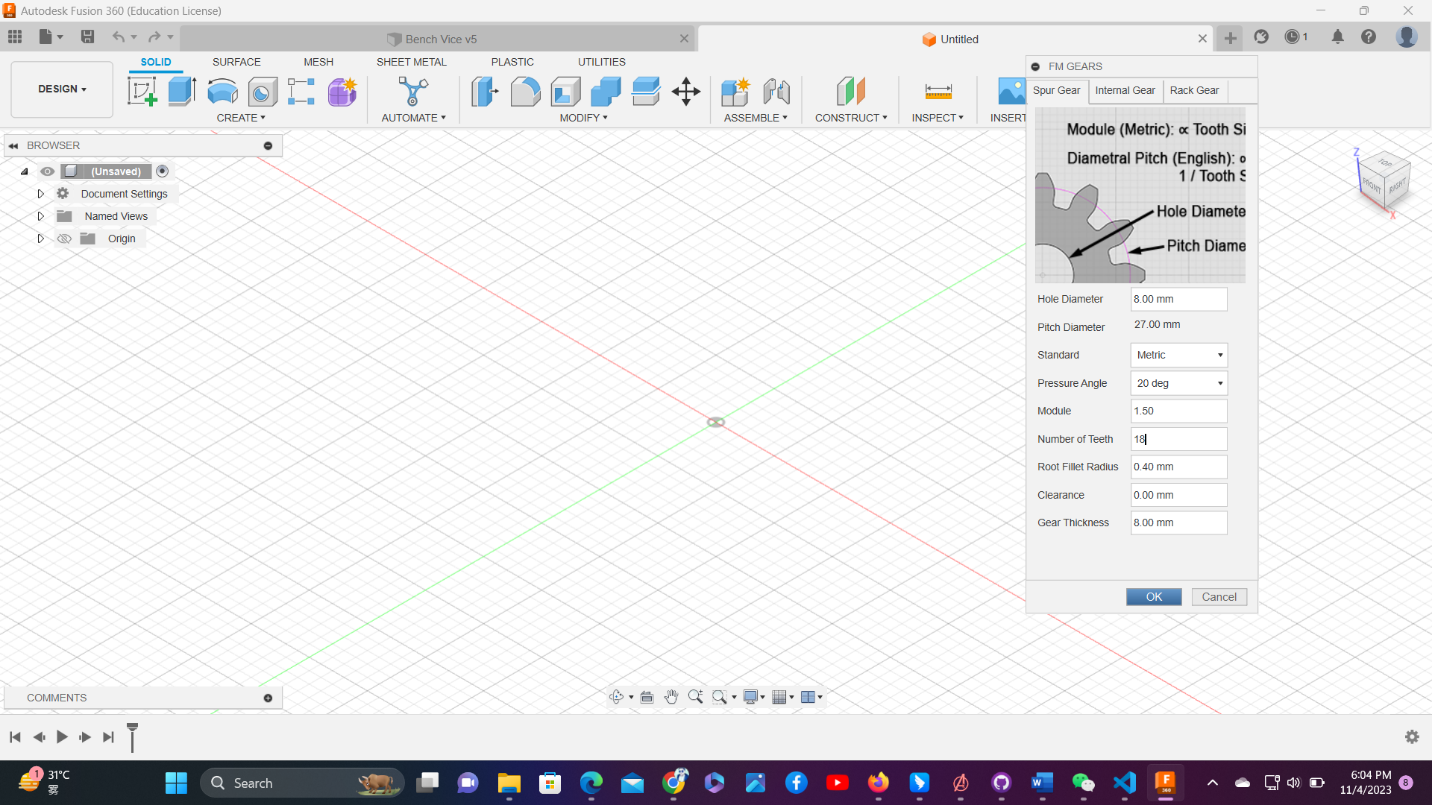 Autodesk Fusion 360 (Education License)
Bench Vice v5
Untitled
1
DESIGN
SOLID SURFACE MESH SHEET METAL PLASTIC UTILITIES
CREATE AUTOMATE MODIFY ASSEMBLE CONSTRUCT INSPECT INSERT
BROWSER
(Unsaved)
Document Settings
Named Views
Origin
FM GEARS
Spur Gear Internal Gear Rack Gear
Module (Metric): ∝ Tooth Si
Diametral Pitch (English): ∝
1 / Tooth S
Hole Diamete
Pitch Diame
Hole Diameter 8.00 mm
Pitch Diameter 27.00 mm
Standard Metric
Pressure Angle 20 deg
Module 1.50
Number of Teeth 18
Root Fillet Radius 0.40 mm
Clearance 0.00 mm
Gear Thickness 8.00 mm
OK Cancel
Z
TOP
FRONT RIGHT
X
COMMENTS
1
31°C
雾
Search
360
6:04 PM
11/4/2023
8